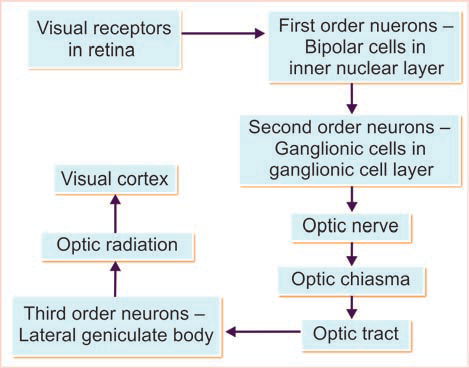 Visual receptors
in retina
First order nuerons –
Bipolar cells in
inner nuclear layer
Second order neurons –
Ganglionic cells in
ganglionic cell layer
Optic nerve
Optic chiasma
Optic tract
Third order neurons –
Lateral geniculate body
Optic radiation
Visual cortex